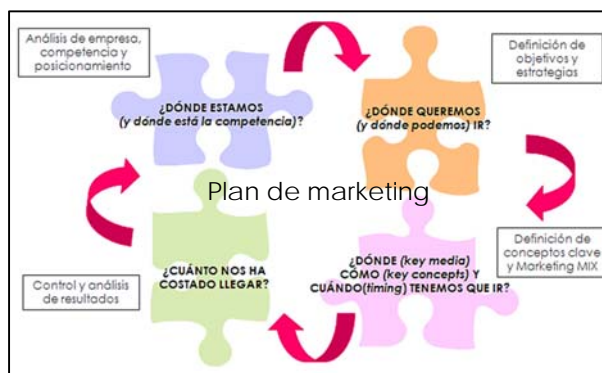 Análisis de empresa,
competencia y
posicionamiento
¿DÓNDE ESTAMOS
(y dónde está la competencia)?
Definición de
objetivos y
estrategias
¿DÓNDE QUEREMOS
(y dónde podemos) IR?
Plan de marketing
¿CUÁNTO NOS HA
COSTADO LLEGAR?
Control y análisis
de resultados
¿DÓNDE (key media)
CÓMO (key concepts) Y
CUÁNDO(timing) TENEMOS QUE IR?
Definición de
conceptos clave
y Marketing MIX